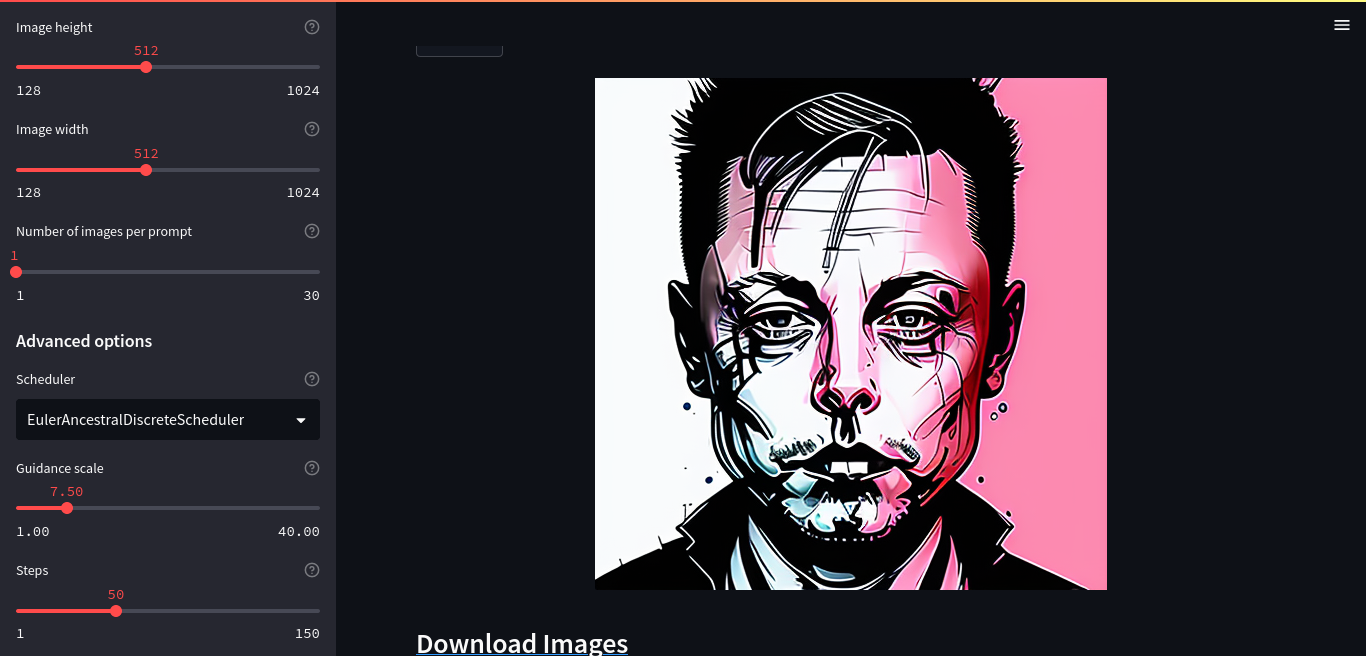 Image height
512
128 1024
Image width
512
128 1024
Number of images per prompt
1
1 30
Advanced options
Scheduler
EulerAncestralDiscreteScheduler
Guidance scale
7.50
1.00 40.00
Steps
50
1 150
Download Images